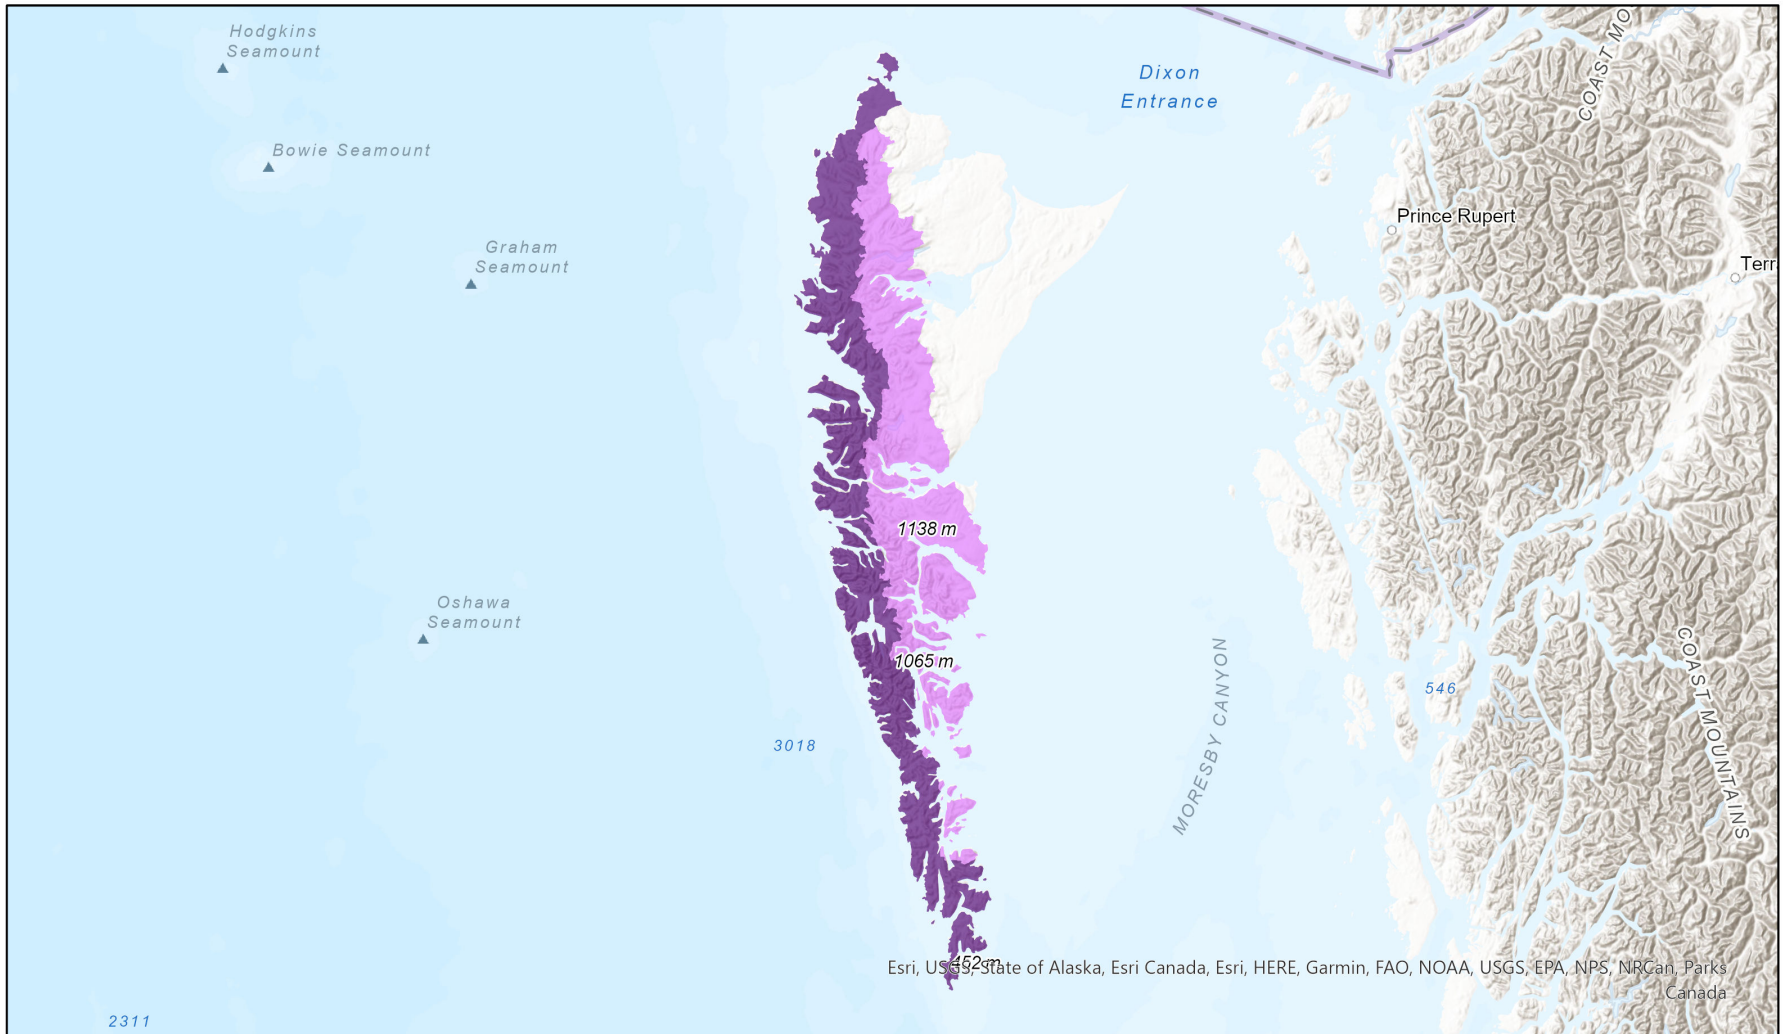 Hodgkins
Seamount
COAST MO
Dixon
Entrance
Bowie Seamount
Prince Rupert
Graham
Seamount
Terr
1138 m
Oshawa
Seamount
1065 m
546
3018
MORESBY CANYON
COAST MOUNTAINS
452 m
Esri, USGS, State of Alaska, Esri Canada, Esri, HERE, Garmin, FAO, NOAA, USGS, EPA, NPS, NRCan, Parks
Canada
2311